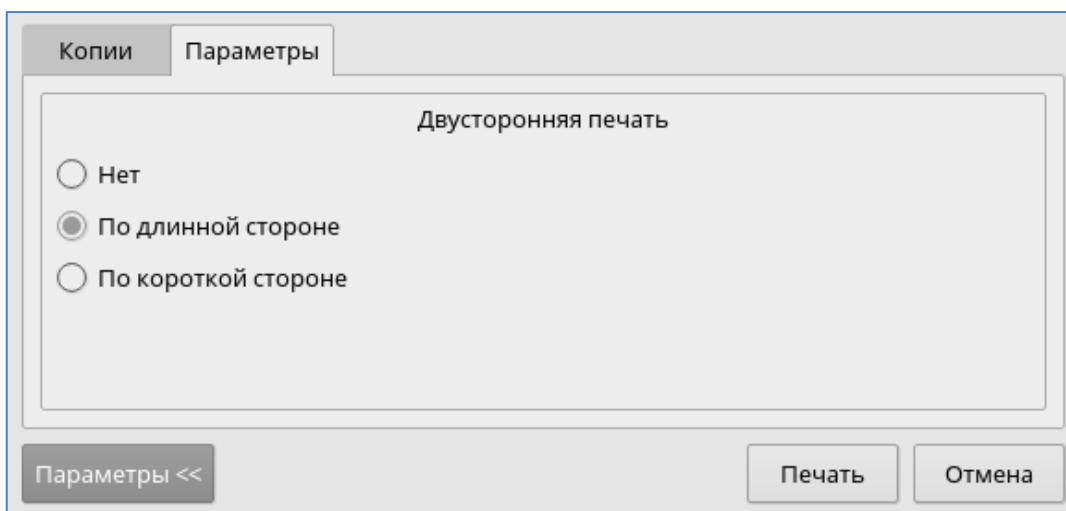 Копии
Параметры
Двусторонняя печать
Нет
По длинной стороне
По короткой стороне
Параметры <<
Печать
Отмена